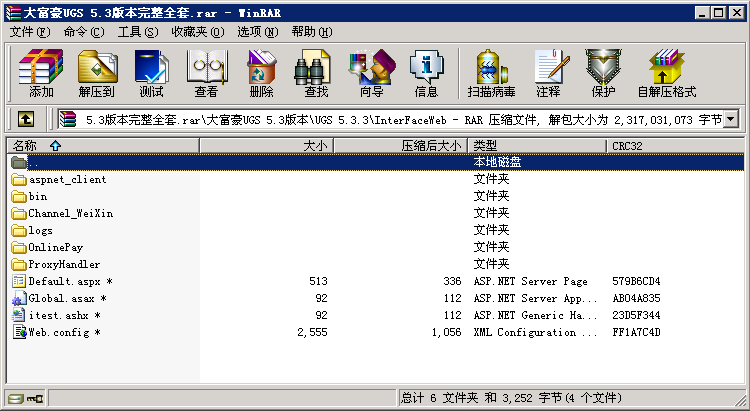 大富豪UGS 5.3版本完整全套.rar - WinRAR
文件(F) 命令(C) 工具(S) 收藏夹(O) 选项(N) 帮助(H)
添加 解压到 测试 查看 删除 查找 向导 信息 扫描病毒 注释 保护 自解压格式
5.3版本完整全套.rar\大富豪UGS 5.3版本\UGS 5.3.3\InterFaceWeb - RAR 压缩文件, 解包大小为 2,317,031,073 字节
名称 大小 压缩后大小 类型 CRC32
.. 本地磁盘
aspnet_client 文件夹
bin 文件夹
Channel_WeiXin 文件夹
logs 文件夹
OnlinePay 文件夹
ProxyHandler 文件夹
Default.aspx * 513 336 ASP.NET Server Page 579B6CD4
Global.asax * 92 112 ASP.NET Server App... AB04A835
itest.ashx * 92 112 ASP.NET Generic Ha... 23D5F344
Web.config * 2,555 1,056 XML Configuration ... FF1A7C4D
总计 6 文件夹 和 3,252 字节(4 个文件)